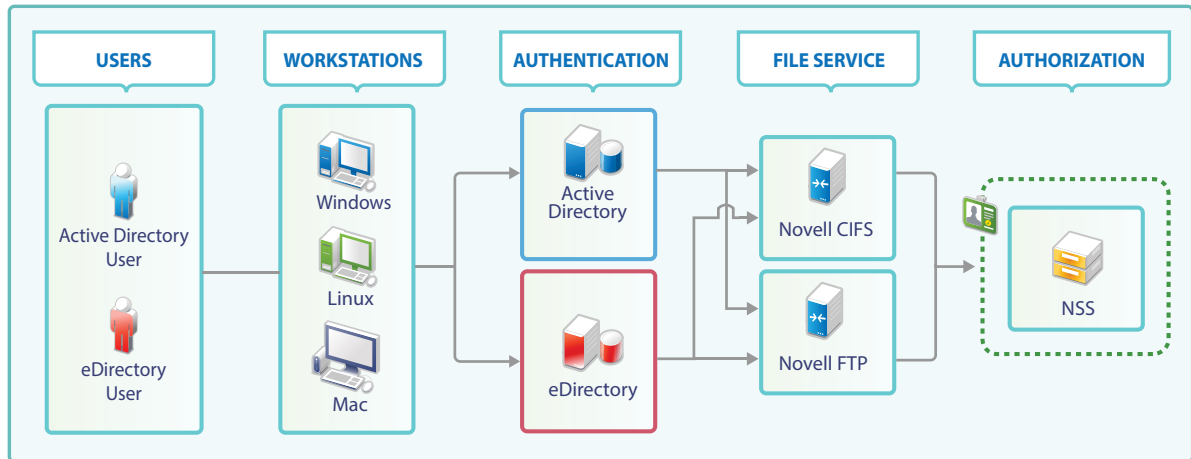 USERS
WORKSTATIONS
AUTHENTICATION
FILE SERVICE
AUTHORIZATION
Active Directory
User
eDirectory
User
Windows
Linux
Mac
Active
Directory
eDirectory
Novell CIFS
Novell FTP
NSS